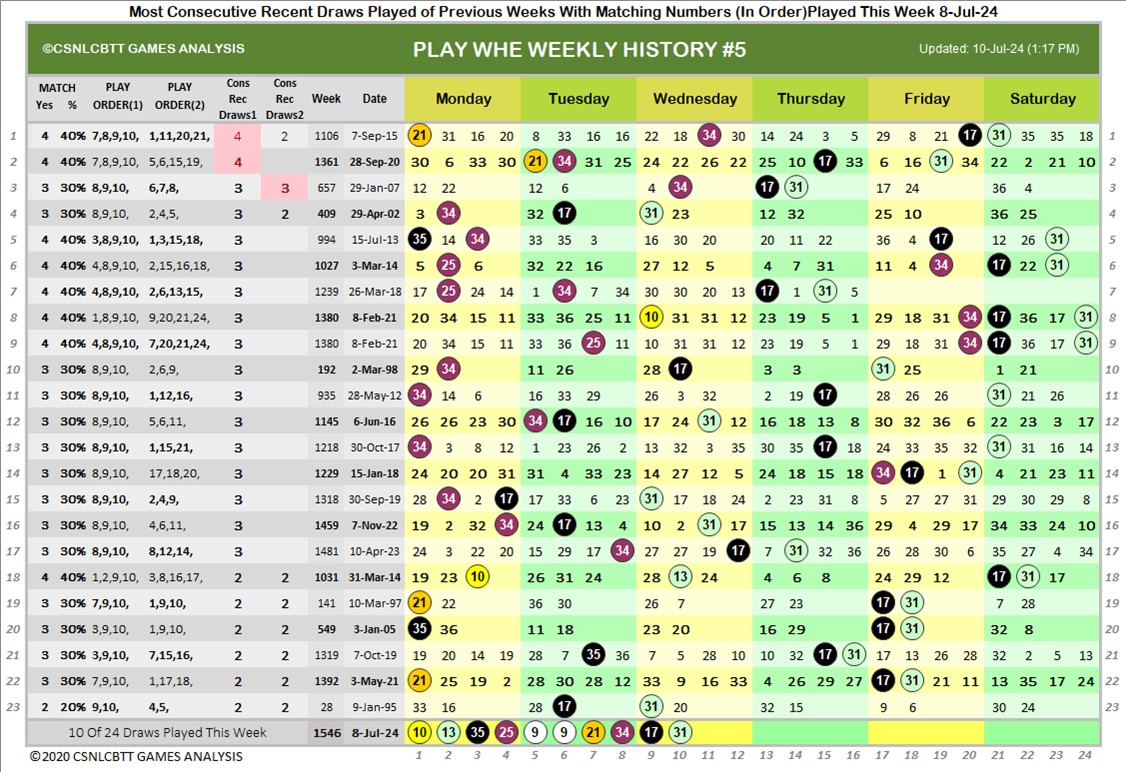 Most Consecutive Recent Draws Played of Previous Weeks With Matching Numbers (In Order)Played This Week 8-Jul-24
©CSNLCBTT GAMES ANALYSIS PLAY WHE WEEKLY HISTORY #5 Updated: 10-Jul-24 (1:17 PM)
MATCH Yes % PLAY ORDER(1) PLAY ORDER(2) Cons Rec Draws1 Cons Rec Draws2 Week Date Monday Tuesday Wednesday Thursday Friday Saturday
1 4 40% 7,8,9,10, 1,11,20,21, 4 2 1106 7-Sep-15 21 31 16 20 8 33 16 16 22 18 34 30 14 24 3 5 29 8 21 17 31 35 35 18 1
2 4 40% 7,8,9,10, 5,6,15,19, 4 1361 28-Sep-20 30 6 33 30 21 34 31 25 24 22 26 22 25 10 17 33 6 16 31 34 22 2 21 10 2
3 3 30% 8,9,10, 6,7,8, 3 3 657 29-Jan-07 12 22 12 6 4 34 17 31 17 24 36 4 3
4 3 30% 8,9,10, 2,4,5, 3 2 409 29-Apr-02 3 34 32 17 31 23 12 32 25 10 36 25 4
5 4 40% 3,8,9,10, 1,3,15,18, 3 994 15-Jul-13 35 14 34 33 35 3 16 30 20 20 11 22 36 4 17 12 26 31 5
6 4 40% 4,8,9,10, 2,15,16,18, 3 1027 3-Mar-14 5 25 6 32 22 16 27 12 5 4 7 31 11 4 34 17 22 31 6
7 4 40% 4,8,9,10, 2,6,13,15, 3 1239 26-Mar-18 17 25 24 14 1 34 7 34 30 30 20 13 17 1 31 5 7
8 4 40% 1,8,9,10, 9,20,21,24, 3 1380 8-Feb-21 20 34 15 11 33 36 25 11 10 31 31 12 23 19 5 1 29 18 31 34 17 36 17 31 8
9 4 40% 4,8,9,10, 7,20,21,24, 3 1380 8-Feb-21 20 34 15 11 33 36 25 11 10 31 31 12 23 19 5 1 29 18 31 34 17 36 17 31 9
10 3 30% 8,9,10, 2,6,9, 3 192 2-Mar-98 29 34 11 26 28 17 3 3 31 25 1 21 10
11 3 30% 8,9,10, 1,12,16, 3 935 28-May-12 34 14 6 16 33 29 26 3 32 2 19 17 28 26 26 31 21 26 11
12 3 30% 8,9,10, 5,6,11, 3 1145 6-Jun-16 26 26 23 30 34 17 16 10 17 24 31 12 16 18 13 8 30 32 36 6 22 23 3 17 12
13 3 30% 8,9,10, 1,15,21, 3 1218 30-Oct-17 34 3 8 12 1 23 26 2 13 32 3 35 30 35 17 18 24 33 35 32 31 31 16 14 13
14 3 30% 8,9,10, 17,18,20, 3 1229 15-Jan-18 24 20 20 31 31 4 33 23 14 27 12 5 24 18 15 18 34 17 1 31 4 21 23 11 14
15 3 30% 8,9,10, 2,4,9, 3 1318 30-Sep-19 28 34 2 17 17 33 6 23 31 17 18 24 2 23 31 8 5 27 27 31 29 30 29 8 15
16 3 30% 8,9,10, 4,6,11, 3 1459 7-Nov-22 19 2 32 34 24 17 13 4 10 2 31 17 15 13 14 36 29 4 29 17 34 33 24 10 16
17 3 30% 8,9,10, 8,12,14, 3 1481 10-Apr-23 24 3 22 20 15 29 17 34 27 27 19 17 7 31 32 36 26 28 30 6 35 27 4 34 17
18 4 40% 1,2,9,10, 3,8,16,17, 2 2 1031 31-Mar-14 19 23 10 26 31 24 28 13 24 4 6 8 24 29 12 17 31 17 18
19 3 30% 7,9,10, 1,9,10, 2 2 141 10-Mar-97 21 22 36 30 26 7 27 23 17 31 7 28 19
20 3 30% 3,9,10, 1,9,10, 2 2 549 3-Jan-05 35 36 11 18 23 20 16 29 17 31 32 8 20
21 3 30% 3,9,10, 7,15,16, 2 2 1319 7-Oct-19 19 20 14 19 28 7 35 36 7 5 28 10 10 32 17 31 17 13 26 28 32 2 5 13 21
22 3 30% 7,9,10, 1,17,18, 2 2 1392 3-May-21 21 25 19 2 28 30 28 12 33 9 16 33 4 26 29 27 17 31 21 11 13 35 17 24 22
23 2 20% 9,10, 4,5, 2 2 28 9-Jan-95 33 16 28 17 31 20 32 15 9 6 30 24 23
10 Of 24 Draws Played This Week 1546 8-Jul-24 10 13 35 25 9 9 21 34 17 31
©2020 CSNLCBTT GAMES ANALYSIS 1 2 3 4 5 6 7 8 9 10 11 12 13 14 15 16 17 18 19 20 21 22 23 24